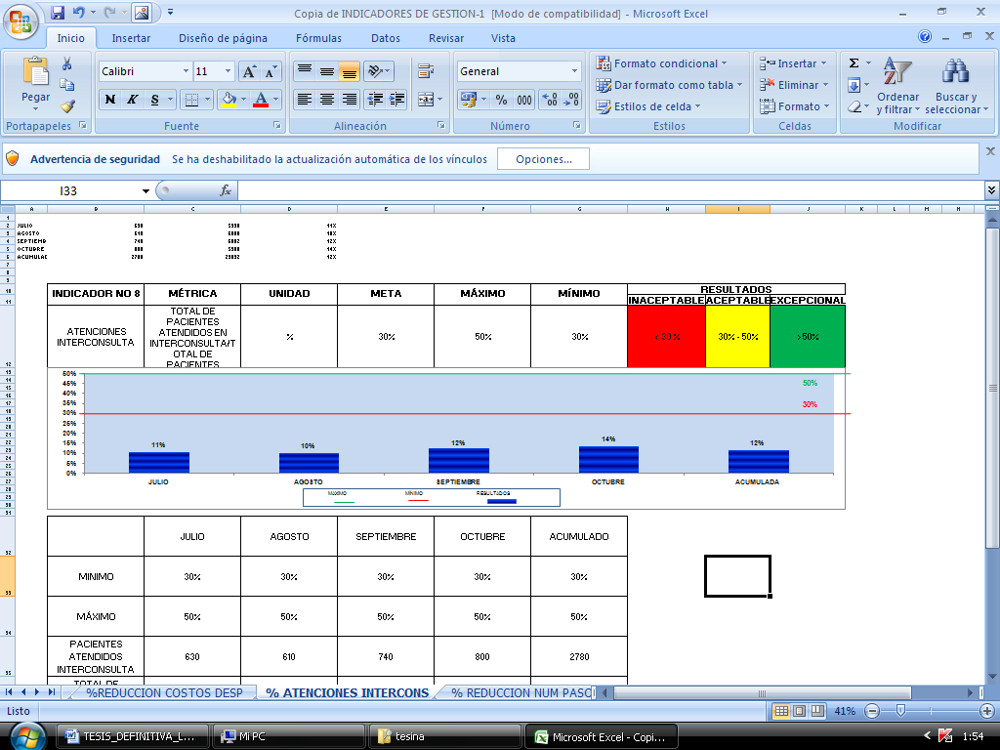 Copia de INDICADORES DE GESTION-1 [Modo de compatibilidad] - Microsoft Excel
Inicio Insertar Diseño de página Fórmulas Datos Revisar Vista
Pegar
Calibri 11
N K S
General
% 000
Formato condicional
Dar formato como tabla
Estilos de celda
Insertar
Eliminar
Formato
Σ
Ordenar y filtrar
Buscar y seleccionar
Portapapeles Fuente Alineación Número Estilos Celdas Modificar
Advertencia de seguridad Se ha deshabilitado la actualización automática de los vínculos Opciones...
I33 fx
A B C D E F G H I J K L M N
JULIO 11%
AGOSTO 10%
SEPTIEMB 740 12%
OCTUBRE 800 14%
ACUMULAD 2780 12%
INDICADOR NO 8 MÉTRICA UNIDAD META MÁXIMO MÍNIMO RESULTADOS
INACEPTABLE ACEPTABLE EXCEPCIONAL
ATENCIONES INTERCONSULTA
TOTAL DE
PACIENTES
ATENDIDOS EN
INTERCONSULTA/T
OTAL DE
PACIENTES
% 30% 50% 30% < 30 % 30% - 50% >50%
50%
45%
40%
35%
30%
25%
20%
15%
10%
5%
0%
50%
30%
11% 10% 12% 14% 12%
JULIO AGOSTO SEPTIEMBRE OCTUBRE ACUMULADA
MAXIMO MÍNIMO RESULTADOS
JULIO AGOSTO SEPTIEMBRE OCTUBRE ACUMULADO
MINIMO 30% 30% 30% 30% 30%
MÁXIMO 50% 50% 50% 50% 50%
PACIENTES
ATENDIDOS
INTERCONSULTA
630 610 740 800 2780
TOTAL DE
%REDUCCION COSTOS DESP % ATENCIONES INTERCONS % REDUCCION NUM PASC
Listo 41%
TESIS_DEFINITIVA_L... Mi PC tesina Microsoft Excel - Copi... 1:54